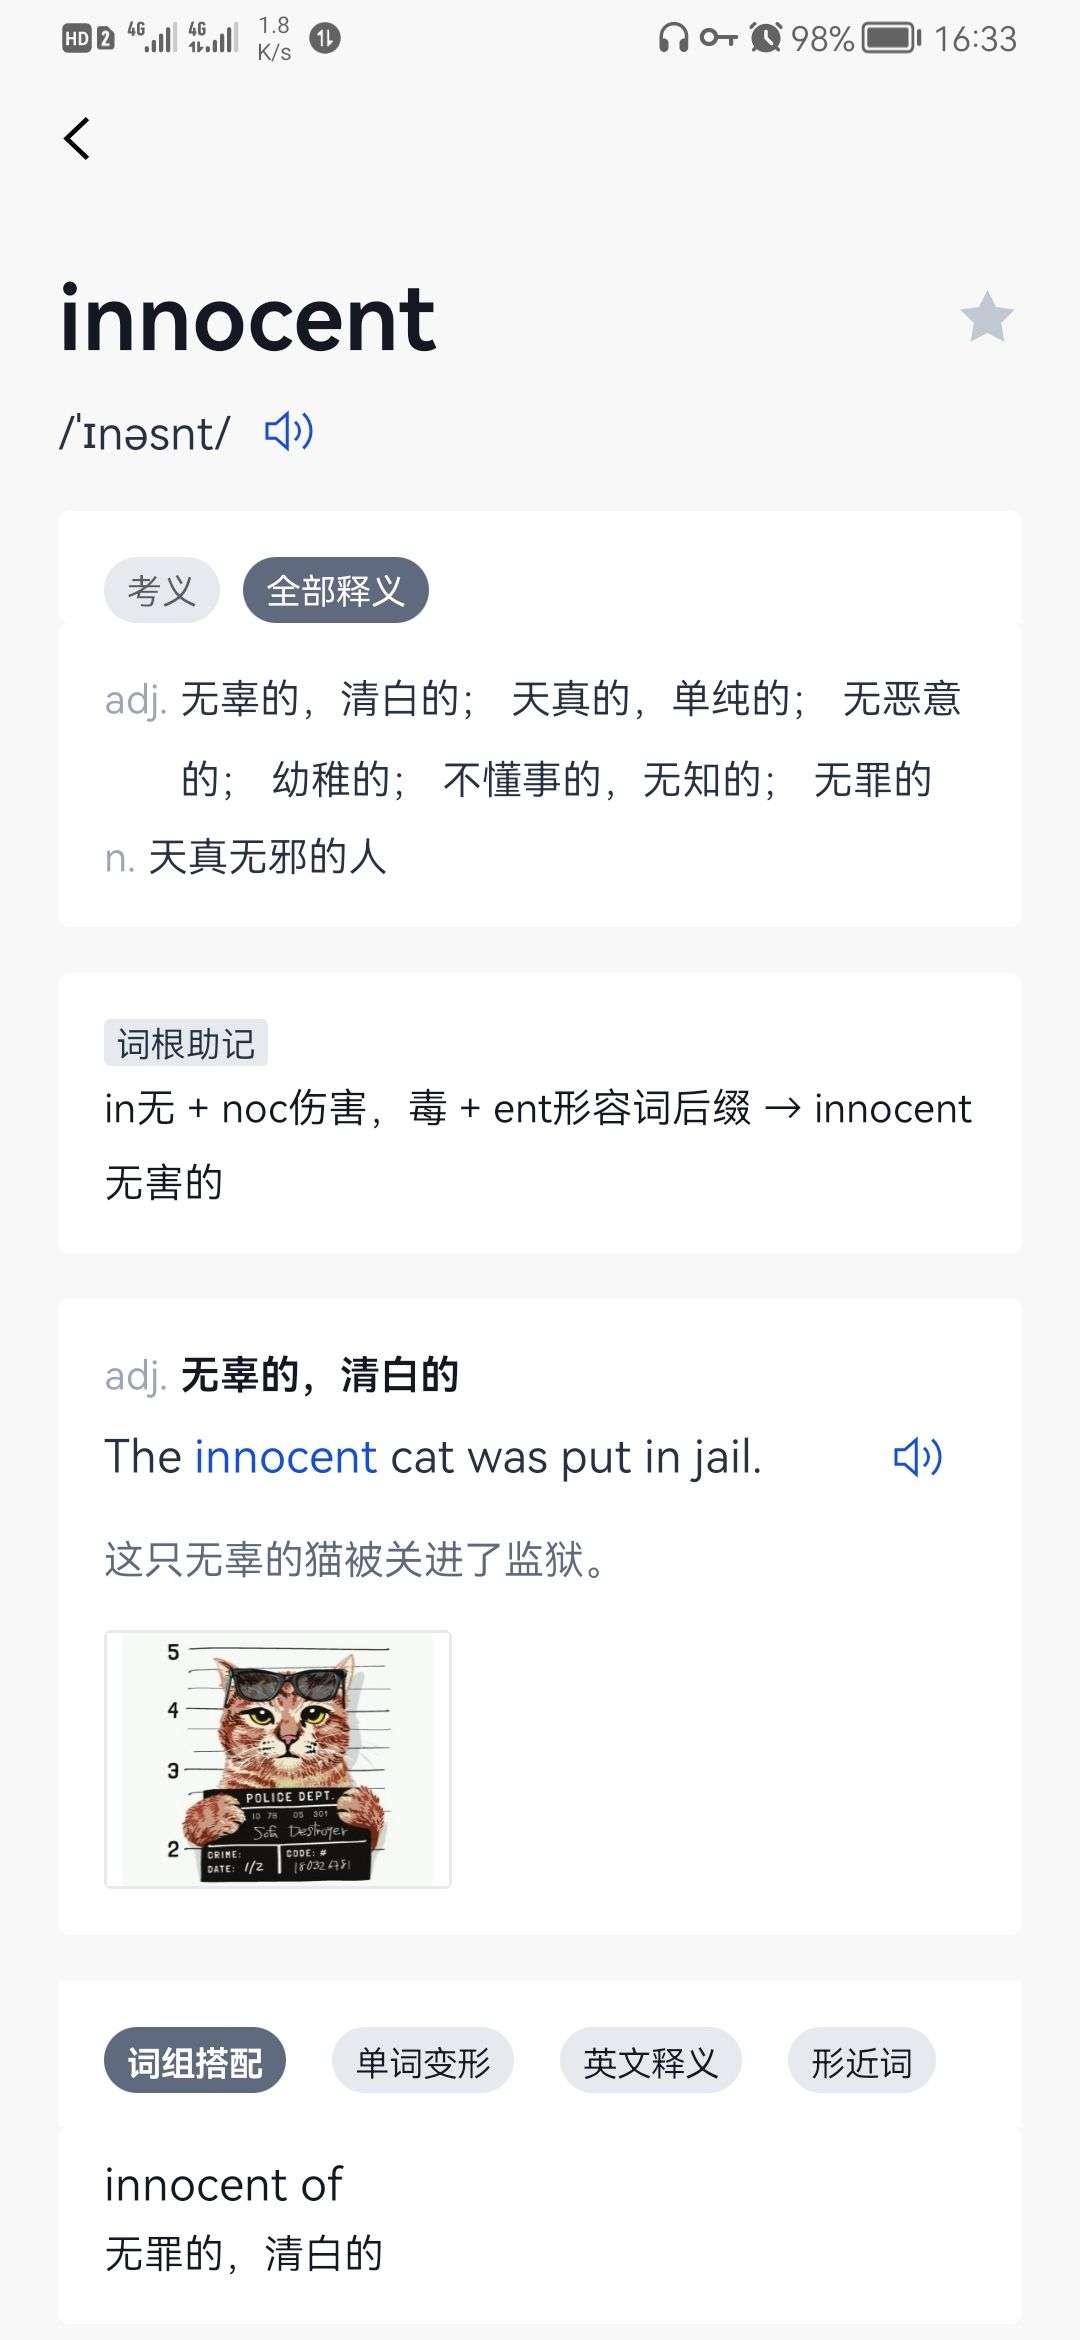 HD 2 4G 4G 1.8 K/s 98% 16:33
innocent
/ˈɪnəsnt/
考义 全部释义
adj. 无辜的，清白的； 天真的，单纯的； 无恶意
的； 幼稚的； 不懂事的，无知的； 无罪的
n. 天真无邪的人
词根助记
in无 + noc伤害，毒 + ent形容词后缀 → innocent
无害的
adj. 无辜的，清白的
The innocent cat was put in jail.
这只无辜的猫被关进了监狱。
5
4
3
2
POLICE DEPT.
10 78 05 301
Sofa Destroyer
CRIME:
CODE: #
DATE: 1/2
词组搭配 单词变形 英文释义 形近词
innocent of
无罪的，清白的